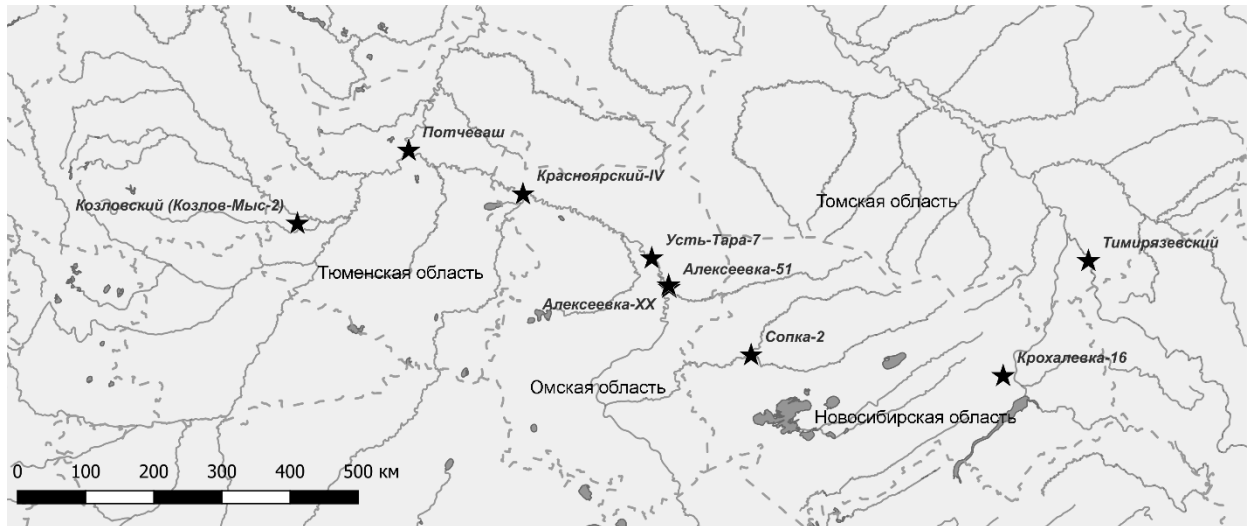 Потчеваш
Красноярский-IV
Козловский (Козлов-Мыс-2)
Томская область
Усть-Тара-7
Тимирязевский
Тюменская область
Алексеевка-51
Алексеевка-XX
Сопка-2
Крохалевка-16
Омская область
Новосибирская область
0 100 200 300 400 500 км